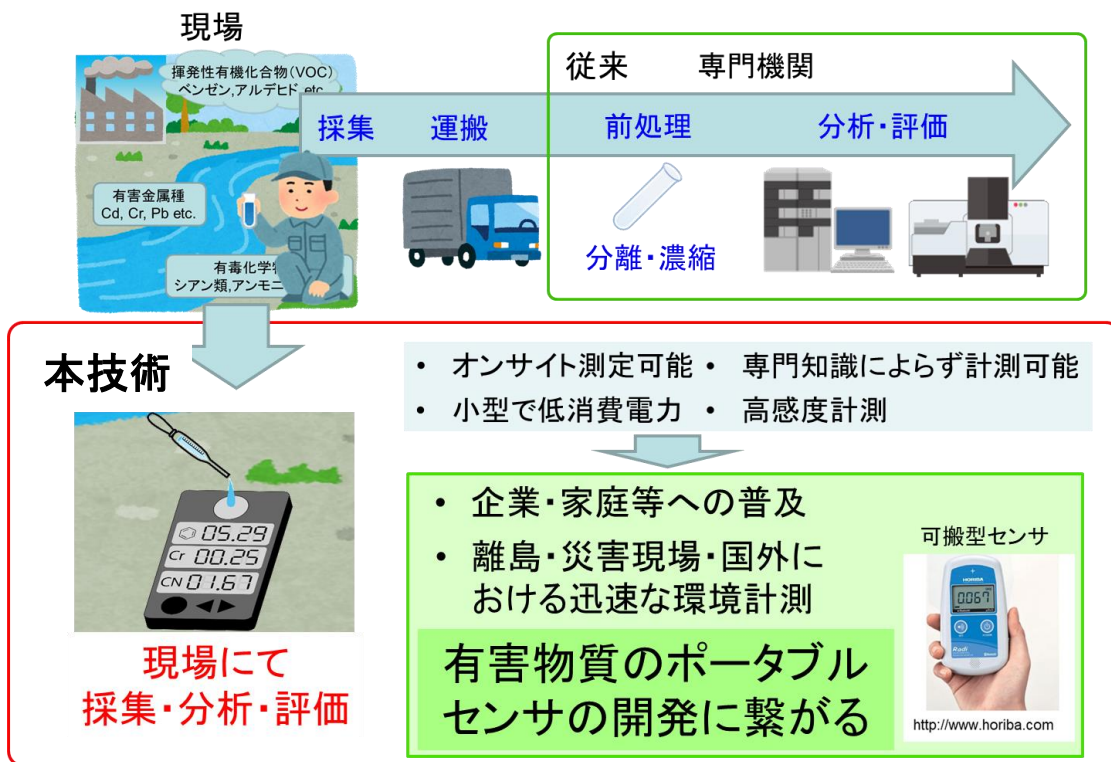 現場
揮発性有機化合物(VOC)
ベンゼン,アルデヒド etc.
有害金属種
Cd, Cr, Pb etc.
有毒化学物
シアン類,アンモニ
従来 専門機関
採集 運搬 前処理 分析・評価
分離・濃縮
本技術
• オンサイト測定可能 • 専門知識によらず計測可能
• 小型で低消費電力 • 高感度計測
05.29
Cr 00.25
CN 01.67
現場にて
採集・分析・評価
• 企業・家庭等への普及
• 離島・災害現場・国外に
おける迅速な環境計測
有害物質のポータブル
センサの開発に繋がる
可搬型センサ
HORIBA
0.067
Radi
http://www.horiba.com